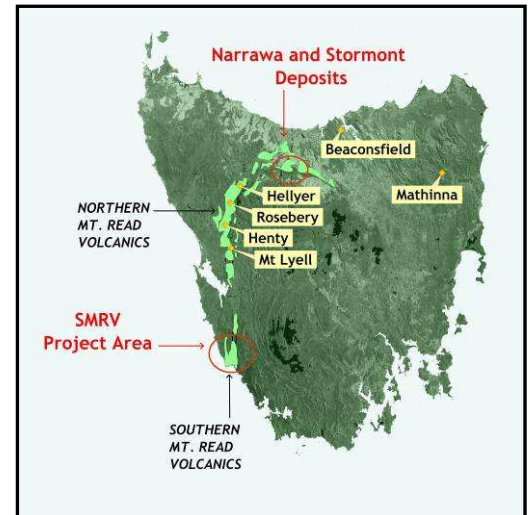 Narrawa and Stormont
Deposits
Beaconsfield
Mathinna
Hellyer
Rosebery
Henty
Mt Lyell
NORTHERN
MT. READ
VOLCANICS
SMRV
Project Area
SOUTHERN
MT. READ
VOLCANICS